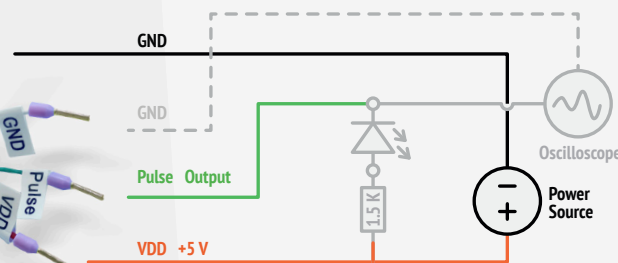 GND
GND
Pulse Output
VDD +5 V
1.5 K
Oscilloscope
Power
Source
GND
Pulse
VDD